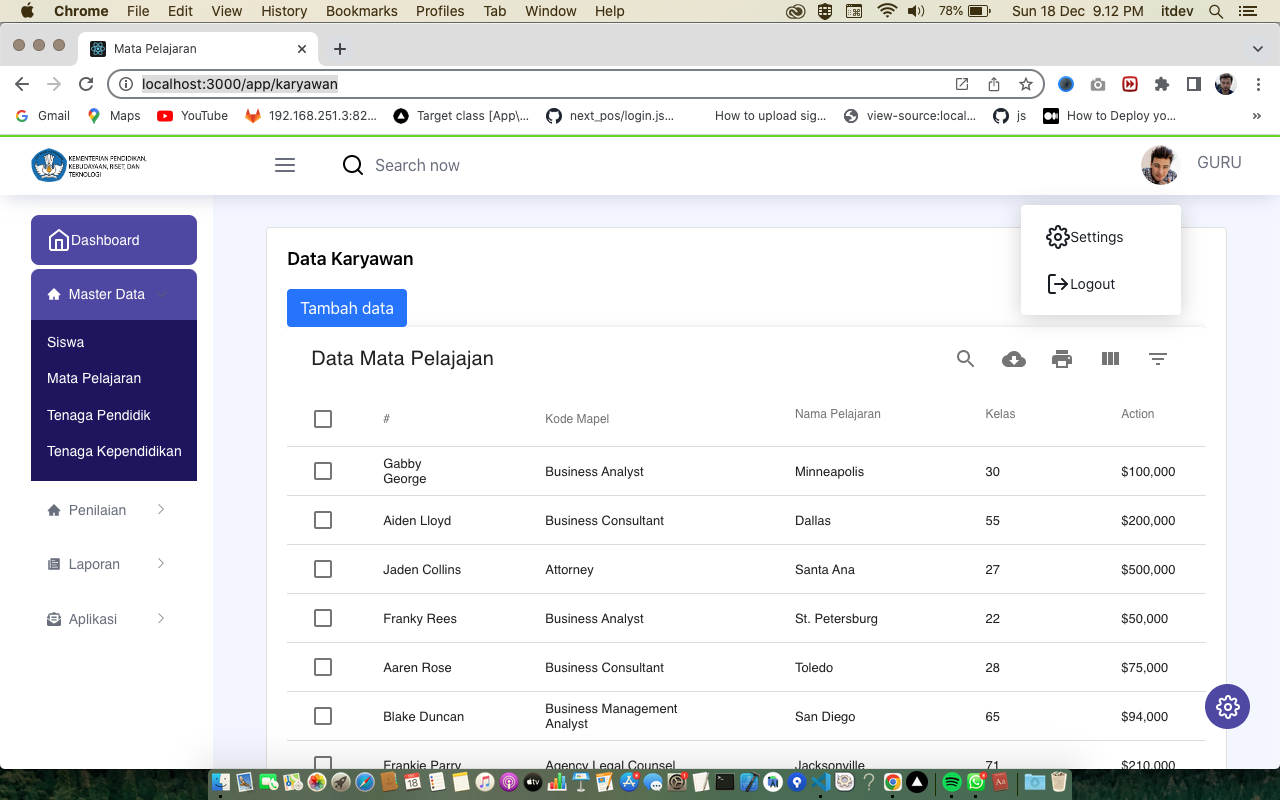 Chrome File Edit View History Bookmarks Profiles Tab Window Help 78% Sun 18 Dec 9.12 PM itdev
Mata Pelajaran
localhost:3000/app/karyawan
Gmail Maps YouTube 192.168.251.3:82... Target class [App\... next_pos/login.js... How to upload sig... view-source:local... js How to Deploy yo... »
KEMENTERIAN PENDIDIKAN,
KEBUDAYAAN, RISET, DAN
TEKNOLOGI
Search now
GURU
Settings
Logout
Dashboard
Master Data
Siswa
Mata Pelajaran
Tenaga Pendidik
Tenaga Kependidikan
Penilaian
Laporan
Aplikasi
Data Karyawan
Tambah data
Data Mata Pelajajan
# Kode Mapel Nama Pelajaran Kelas Action
Gabby George Business Analyst Minneapolis 30 $100,000
Aiden Lloyd Business Consultant Dallas 55 $200,000
Jaden Collins Attorney Santa Ana 27 $500,000
Franky Rees Business Analyst St. Petersburg 22 $50,000
Aaren Rose Business Consultant Toledo 28 $75,000
Blake Duncan Business Management Analyst San Diego 65 $94,000
Frankie Parry Agency Legal Counsel Jacksonville 71 $210,000